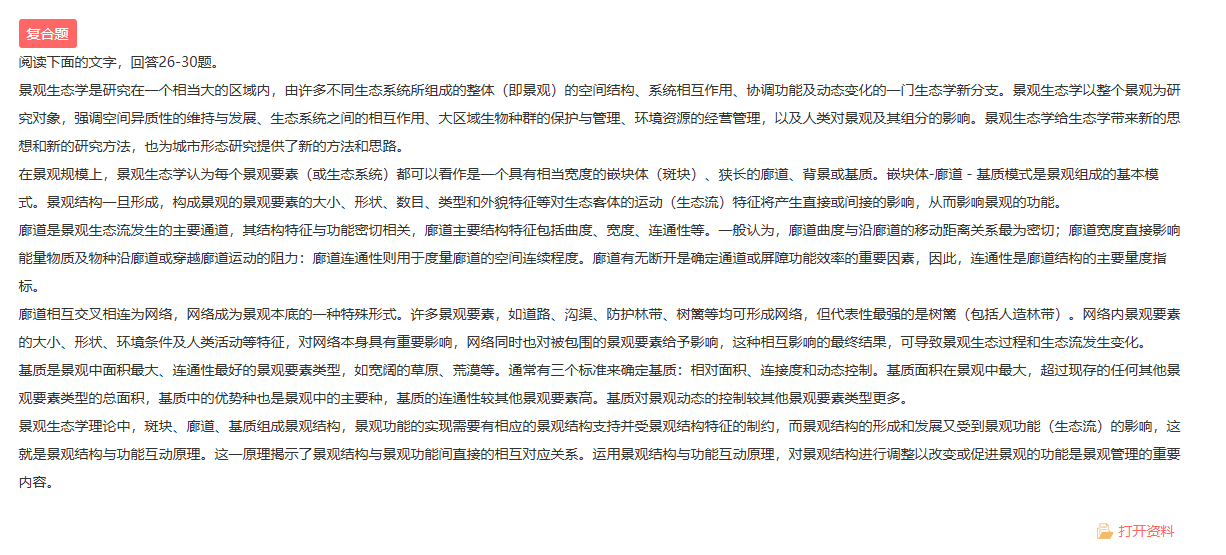 复合题
阅读下面的文字，回答26-30题。
景观生态学是研究在一个相当大的区域内，由许多不同生态系统所组成的整体（即景观）的空间结构、系统相互作用、协调功能及动态变化的一门生态学新分支。景观生态学以整个景观为研
究对象，强调空间异质性的维持与发展、生态系统之间的相互作用、大区域生物种群的保护与管理、环境资源的经营管理，以及人类对景观及其组分的影响。景观生态学给生态学带来新的思
想和新的研究方法，也为城市形态研究提供了新的方法和思路。
在景观规模上，景观生态学认为每个景观要素（或生态系统）都可以看作是一个具有相当宽度的嵌块体（斑块）、狭长的廊道、背景或基质。嵌块体-廊道 - 基质模式是景观组成的基本模
式。景观结构一旦形成，构成景观的景观要素的大小、形状、数目、类型和外貌特征等对生态客体的运动（生态流）特征将产生直接或间接的影响，从而影响景观的功能。
廊道是景观生态流发生的主要通道，其结构特征与功能密切相关，廊道主要结构特征包括曲度、宽度、连通性等。一般认为，廊道曲度与沿廊道的移动距离关系最为密切；廊道宽度直接影响
能量物质及物种沿廊道或穿越廊道运动的阻力：廊道连通性则用于度量廊道的空间连续程度。廊道有无断开是确定通道或屏障功能效率的重要因素，因此，连通性是廊道结构的主要量度指
标。
廊道相互交叉相连为网络，网络成为景观本底的一种特殊形式。许多景观要素，如道路、沟渠、防护林带、树篱等均可形成网络，但代表性最强的是树篱（包括人造林带）。网络内景观要素
的大小、形状、环境条件及人类活动等特征，对网络本身具有重要影响，网络同时也对被包围的景观要素给予影响，这种相互影响的最终结果，可导致景观生态过程和生态流发生变化。
基质是景观中面积最大、连通性最好的景观要素类型，如宽阔的草原、荒漠等。通常有三个标准来确定基质：相对面积、连接度和动态控制。基质面积在景观中最大，超过现存的任何其他景
观要素类型的总面积，基质中的优势种也是景观中的主要种，基质的连通性较其他景观要素高。基质对景观动态的控制较其他景观要素类型更多。
景观生态学理论中，斑块、廊道、基质组成景观结构，景观功能的实现需要有相应的景观结构支持并受景观结构特征的制约，而景观结构的形成和发展又受到景观功能（生态流）的影响，这
就是景观结构与功能互动原理。这一原理揭示了景观结构与景观功能间直接的相互对应关系。运用景观结构与功能互动原理，对景观结构进行调整以改变或促进景观的功能是景观管理的重要
内容。
打开资料